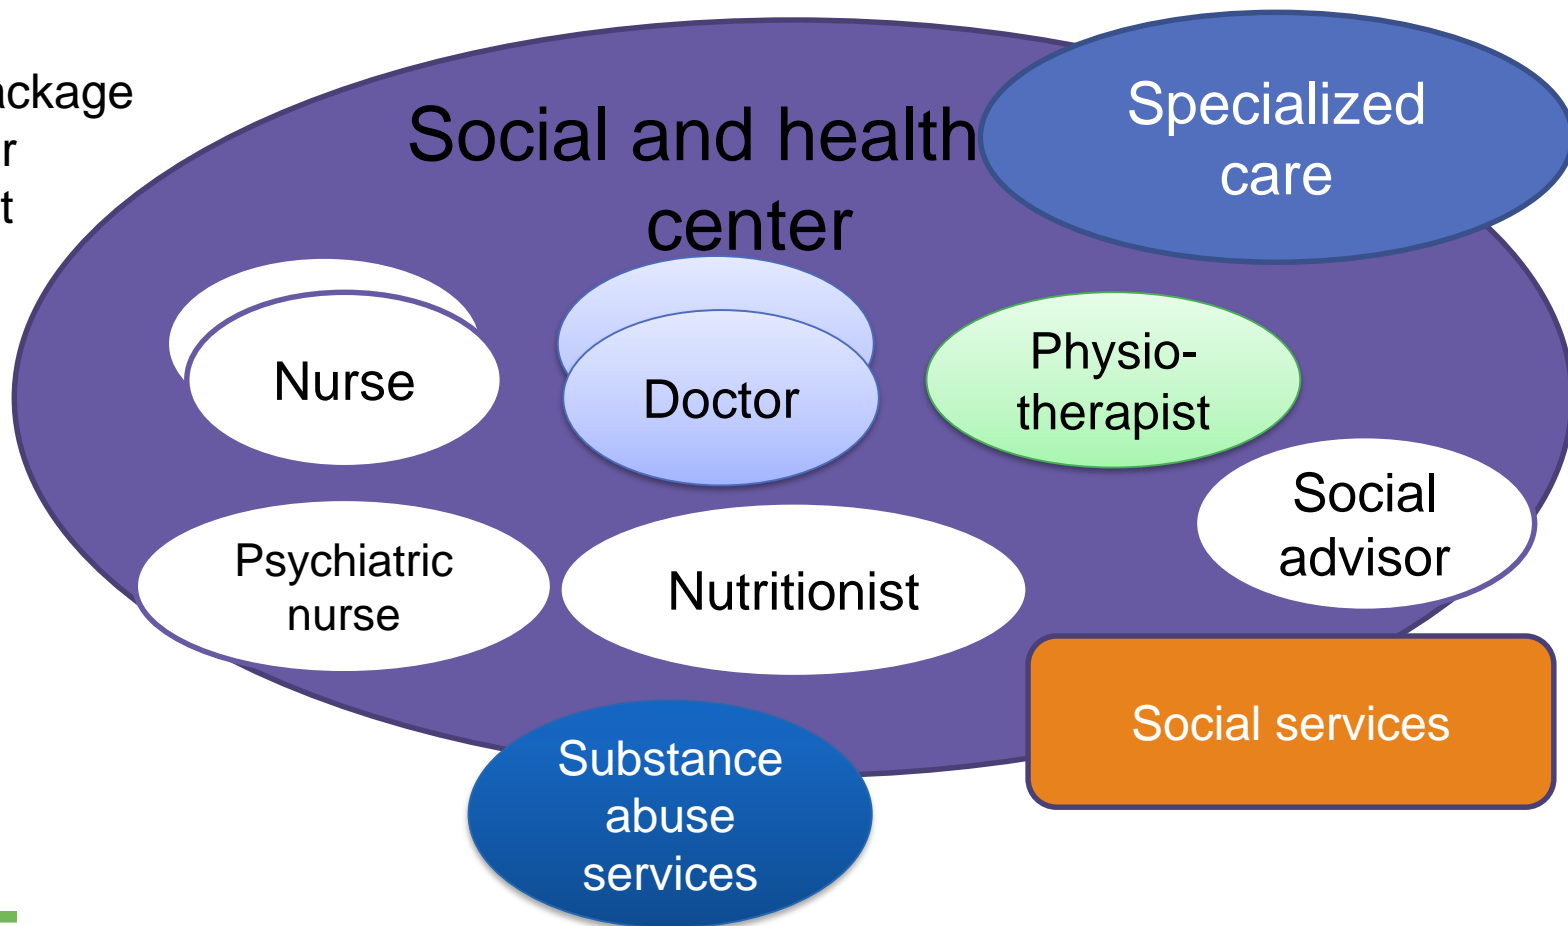 Social and health
center
Specialized
care
Nurse
Doctor
Physio-
therapist
Social
advisor
Psychiatric
nurse
Nutritionist
Social services
Substance
abuse
services